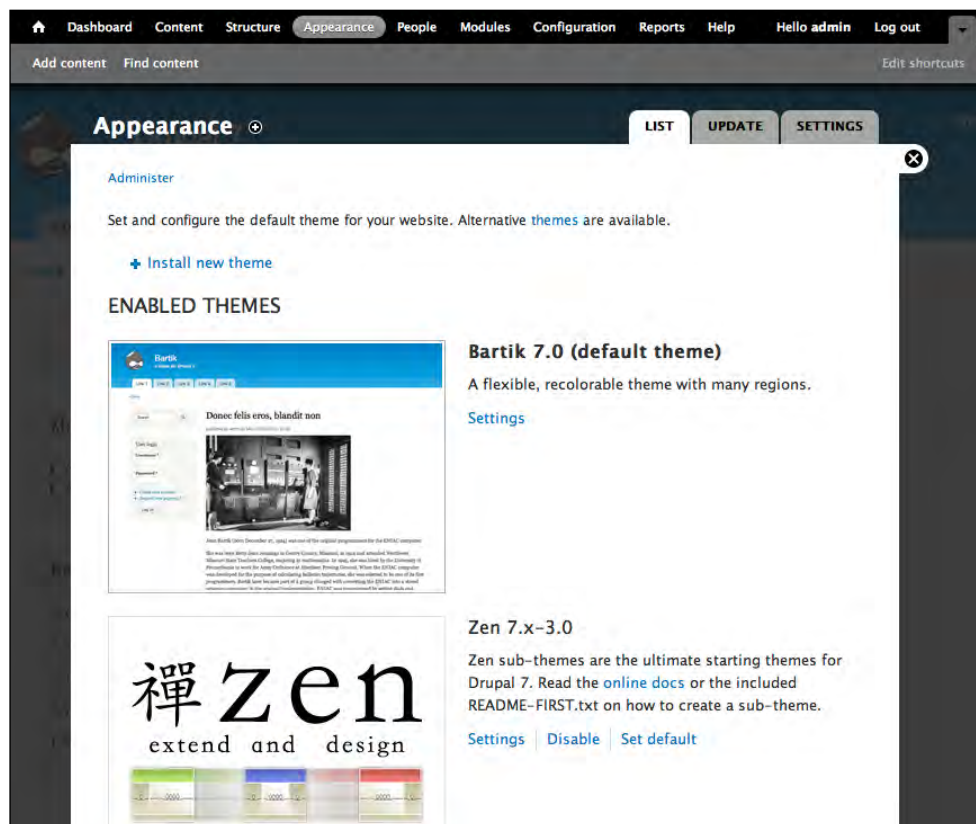 Dashboard Content Structure Appearance People Modules Configuration Reports Help Hello admin Log out
Add content Find content Edit shortcuts
Appearance
LIST UPDATE SETTINGS
Administer
Set and configure the default theme for your website. Alternative themes are available.
Install new theme
ENABLED THEMES
Bartik
Donec felis eros, blandit non
Bartik 7.0 (default theme)
A flexible, recolorable theme with many regions.
Settings
禪 zen
extend and design
Zen 7.x-3.0
Zen sub-themes are the ultimate starting themes for
Drupal 7. Read the online docs or the included
README-FIRST.txt on how to create a sub-theme.
Settings Disable Set default